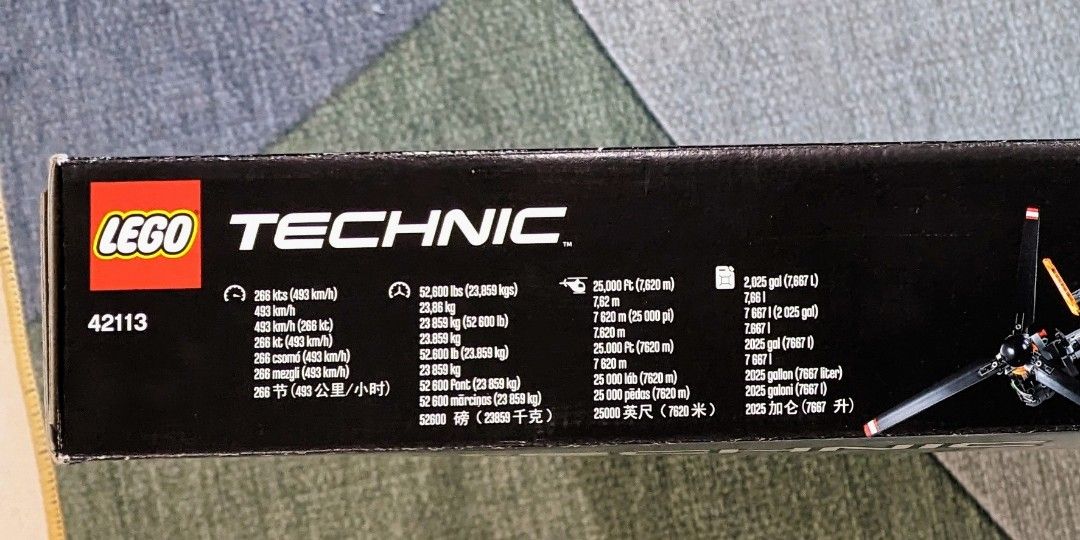 LEGO
TECHNIC™
42113
266 kts (493 km/h)
493 km/h
493 km/h (266 kt)
266 kt (493 km/h)
266 csomó (493 km/h)
266 mezgli (493 km/h)
266 节 (493 公里/小时)
52,600 lbs (23,859 kgs)
23,86 kg
23 859 kg (52 600 lb)
23.859 kg
52.600 lb (23.859 kg)
23 859 kg
52 600 Font (23 859 kg)
52 600 mārciņas (23 859 kg)
52600 磅 (23859 千克)
25,000 ft (7,620 m)
7,62 m
7 620 m (25 000 pi)
7.620 m
25.000 ft (7620 m)
7 620 m
25 000 láb (7620 m)
25 000 pēdas (7620 m)
25000 英尺 (7620 米)
2,025 gal (7,667 L)
7,66 l
7 667 l (2 025 gal)
7.667 l
2025 gal (7667 l)
7 667 l
2025 gallon (7667 liter)
2025 galoni (7667 l)
2025 加仑 (7667 升)